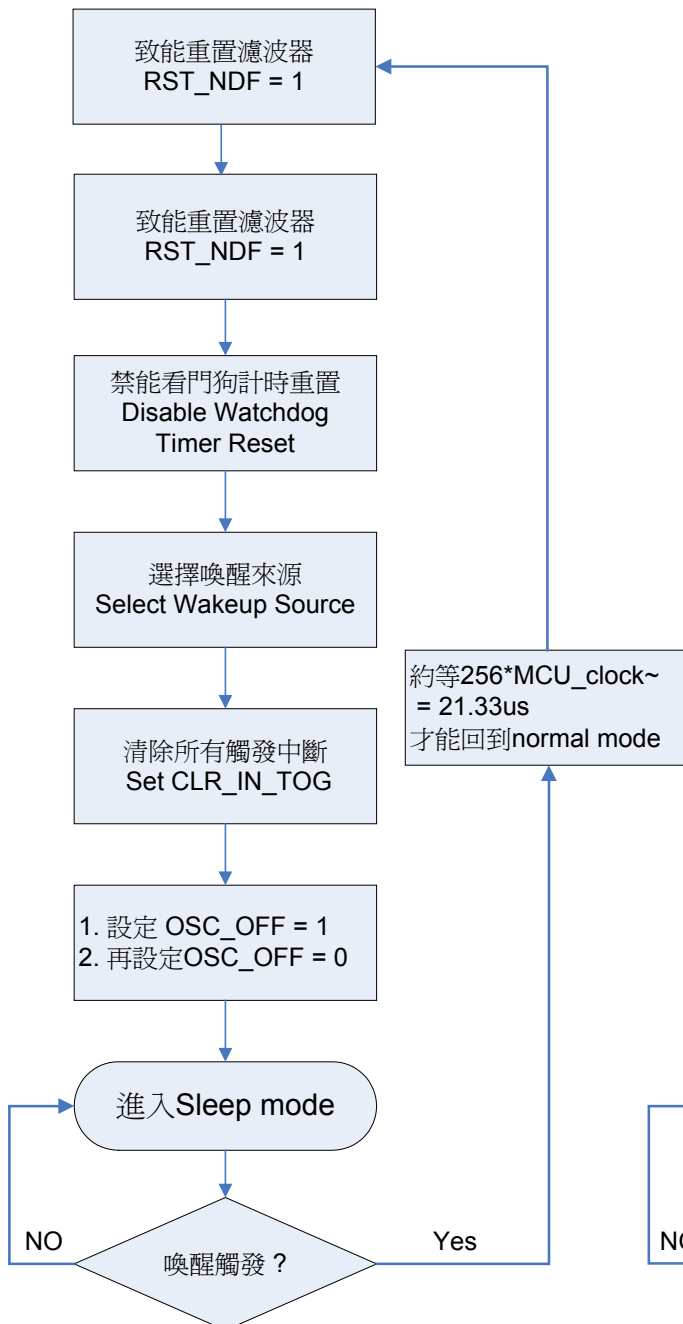 致能重置濾波器
RST_NDF = 1
致能重置濾波器
RST_NDF = 1
禁能看門狗計時重置
Disable Watchdog
Timer Reset
選擇喚醒來源
Select Wakeup Source
約等256*MCU_clock~
= 21.33us
才能回到normal mode
清除所有觸發中斷
Set CLR_IN_TOG
1. 設定 OSC_OFF = 1
2. 再設定OSC_OFF = 0
進入Sleep mode
NO
喚醒觸發 ?
Yes